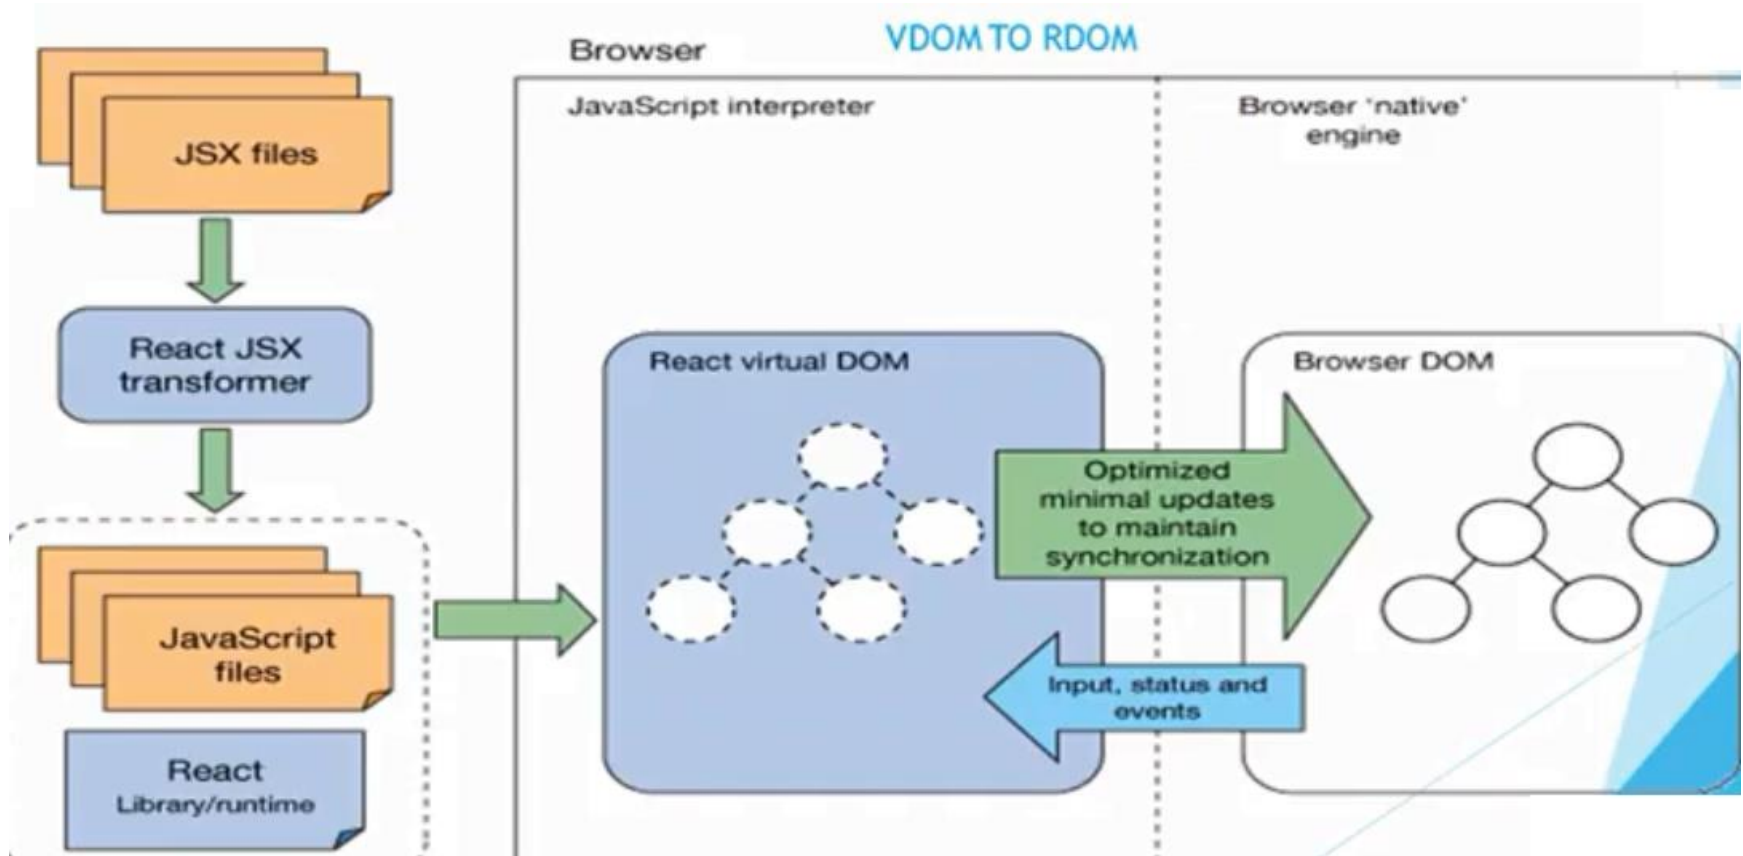 VDOM TO RDOM
Browser
JavaScript interpreter
Browser 'native'
engine
JSX files
React JSX
transformer
JavaScript
files
React
Library/runtime
React virtual DOM
Optimized
minimal updates
to maintain
synchronization
Input, status and
events
Browser DOM